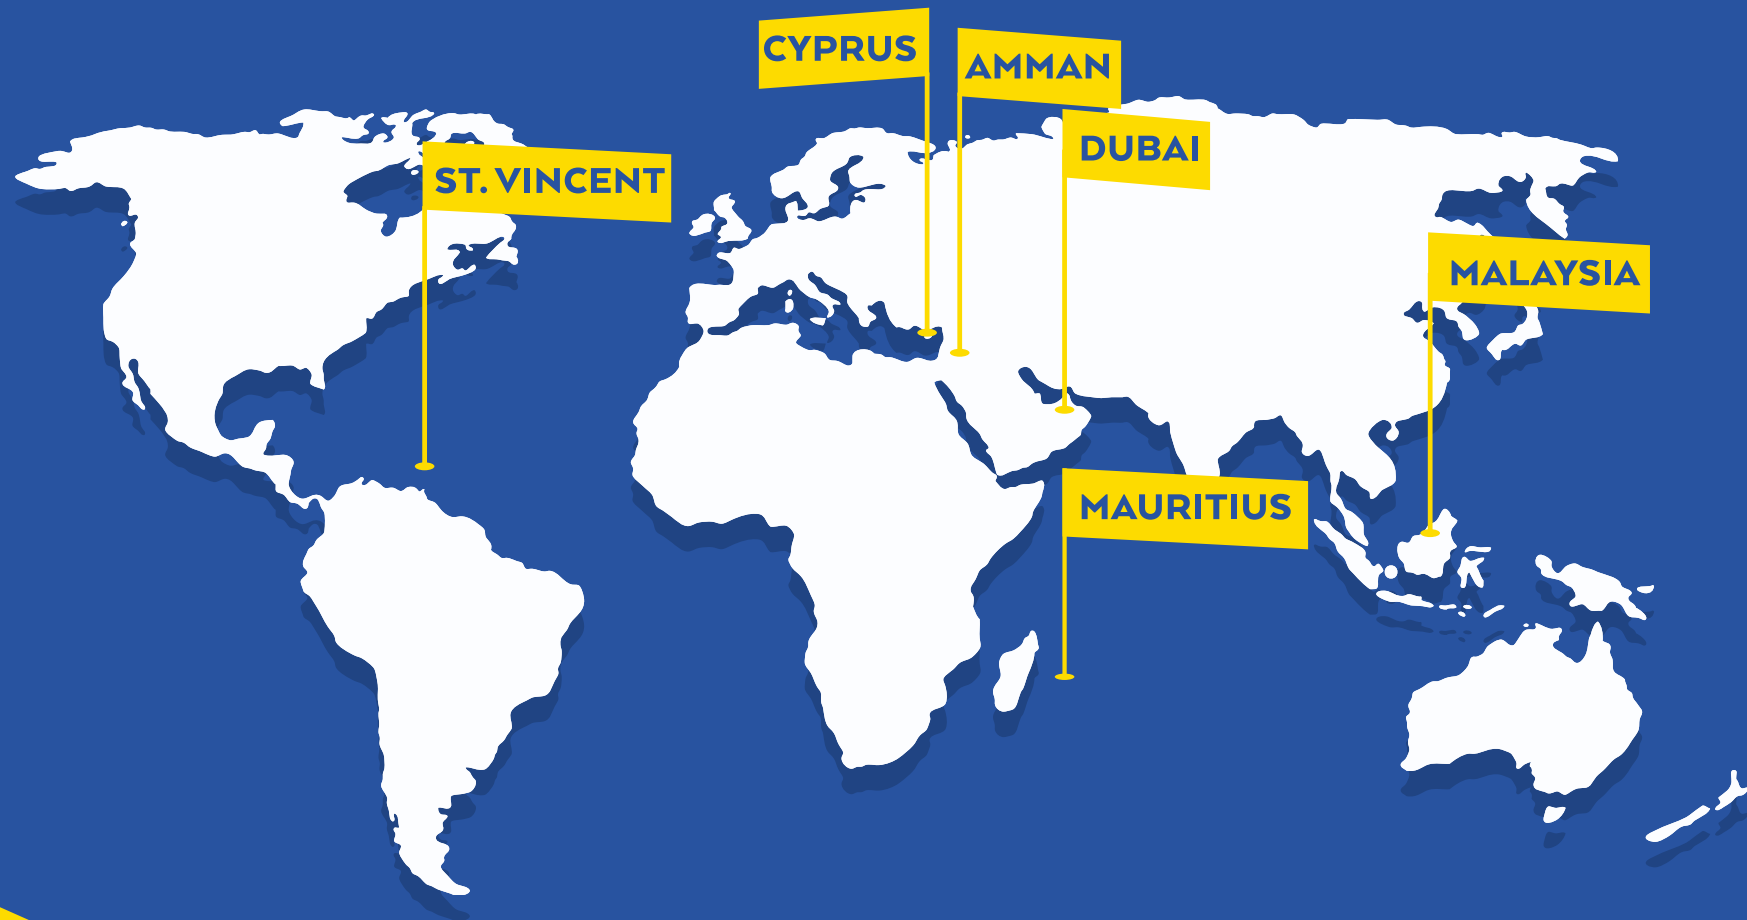 CYPRUS
AMMAN
DUBAI
ST. VINCENT
MALAYSIA
MAURITIUS